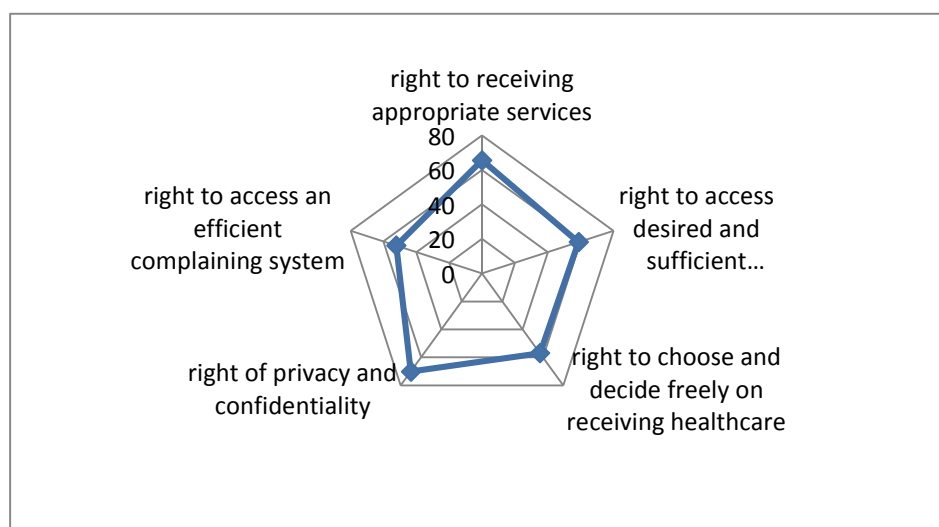 right to receiving
appropriate services
80
60
40
20
0
right to access
desired and
sufficient…
right to choose and
decide freely on
receiving healthcare
right of privacy and
confidentiality
right to access an
efficient
complaining system